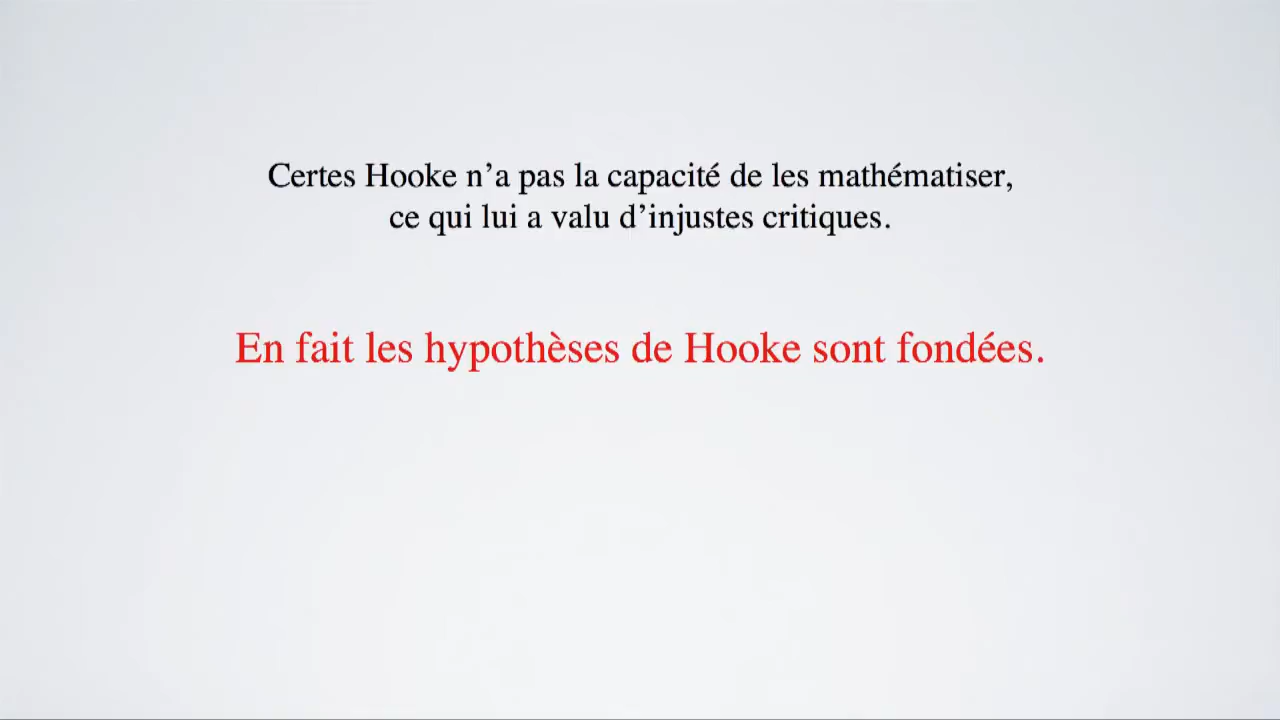 Certes Hooke n’a pas la capacité de les mathématiser,
ce qui lui a valu d’injustes critiques.
En fait les hypothèses de Hooke sont fondées.